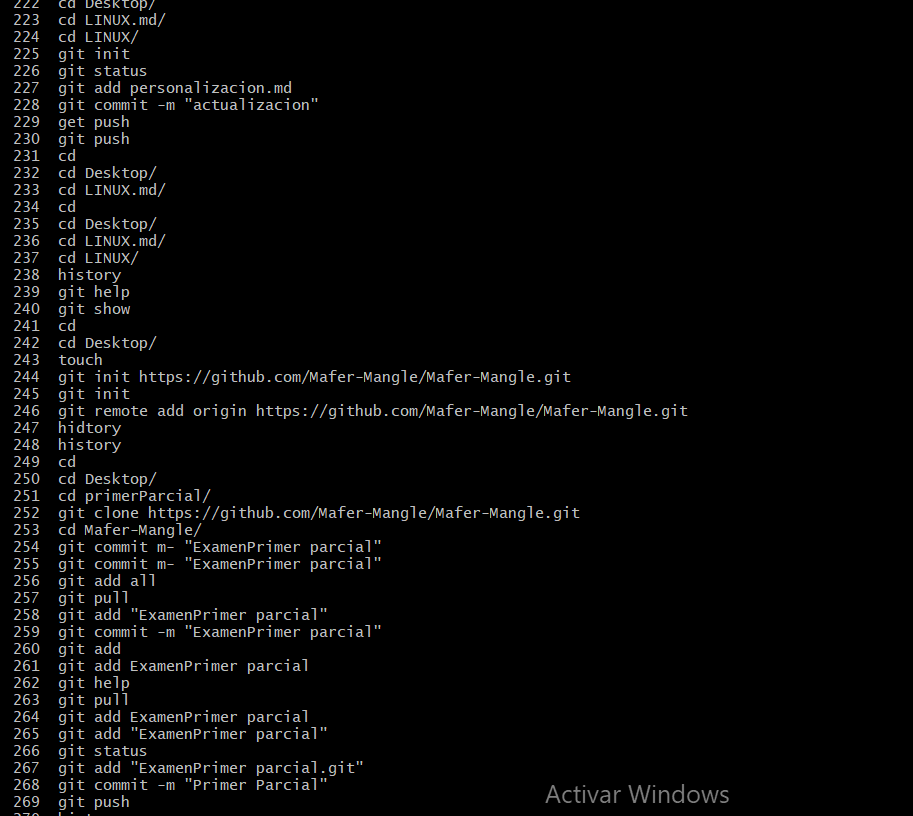 222 cd Desktop/
223 cd LINUX.md/
224 cd LINUX/
225 git init
226 git status
227 git add personalizacion.md
228 git commit -m "actualizacion"
229 get push
230 git push
231 cd
232 cd Desktop/
233 cd LINUX.md/
234 cd
235 cd Desktop/
236 cd LINUX.md/
237 cd LINUX/
238 history
239 git help
240 git show
241 cd
242 cd Desktop/
243 touch
244 git init https://github.com/Mafer-Mangle/Mafer-Mangle.git
245 git init
246 git remote add origin https://github.com/Mafer-Mangle/Mafer-Mangle.git
247 hidtory
248 history
249 cd
250 cd Desktop/
251 cd primerParcial/
252 git clone https://github.com/Mafer-Mangle/Mafer-Mangle.git
253 cd Mafer-Mangle/
254 git commit m- "ExamenPrimer parcial"
255 git commit m- "ExamenPrimer parcial"
256 git add all
257 git pull
258 git add "ExamenPrimer parcial"
259 git commit -m "ExamenPrimer parcial"
260 git add
261 git add ExamenPrimer parcial
262 git help
263 git pull
264 git add ExamenPrimer parcial
265 git add "ExamenPrimer parcial"
266 git status
267 git add "ExamenPrimer parcial.git"
268 git commit -m "Primer Parcial"
269 git push
Activar Windows